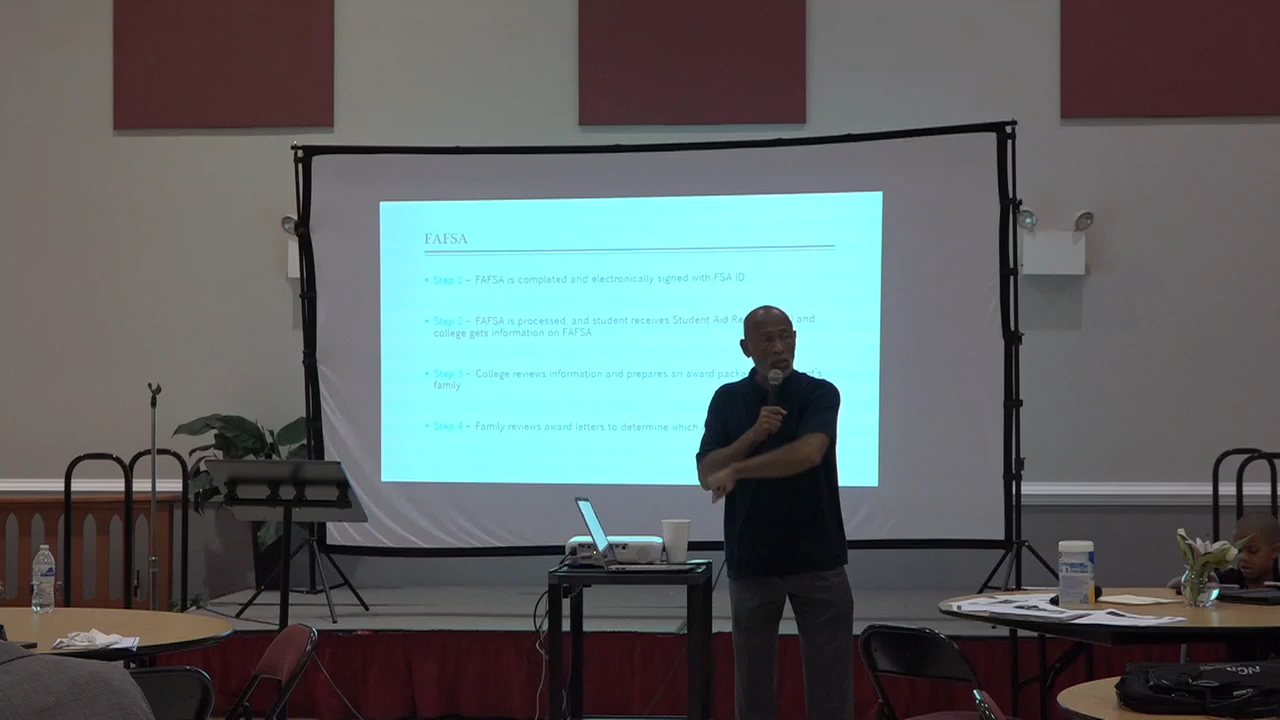 FAFSA
• Step 1 – FAFSA is completed and electronically signed with FSA ID
• Step 2 – FAFSA is processed, and student receives Student Aid and
college gets information on FAFSA
• Step 3 – College reviews information and prepares an award
family
• Step 4 – Family reviews award letters to determine which